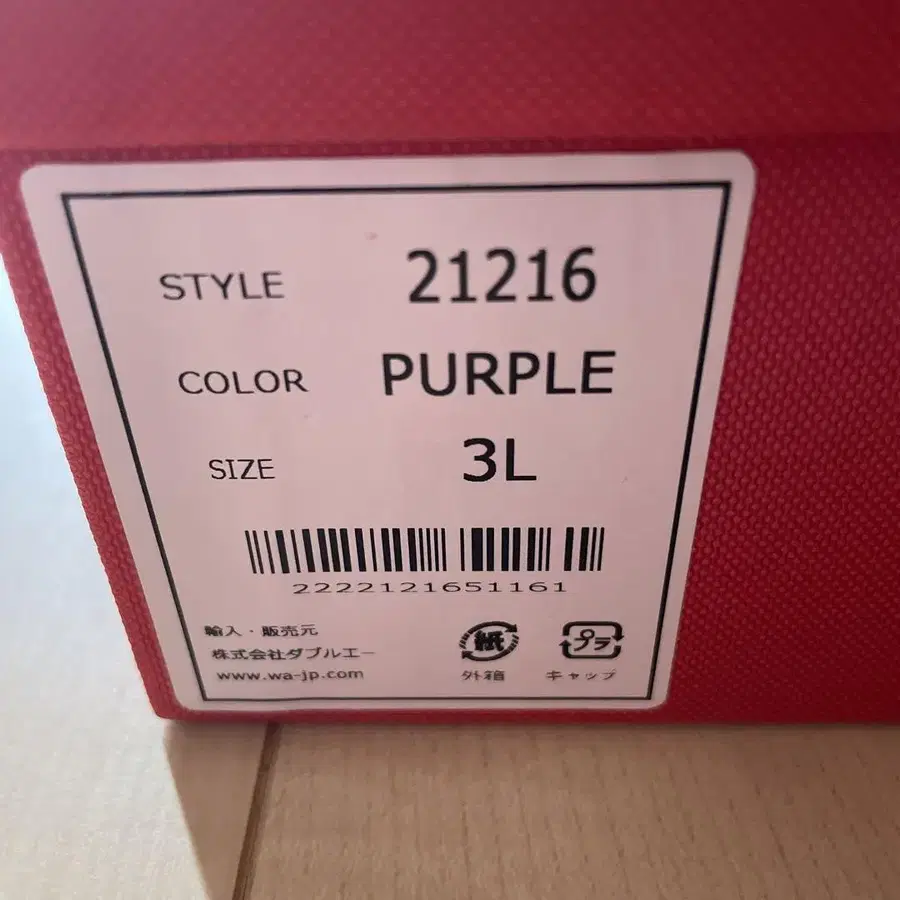 STYLE 21216
COLOR PURPLE
SIZE 3L
2222121651161
輸入・販売元
株式会社ダブルエー
www.wa-jp.com
紙 プラ
外箱 キャップ